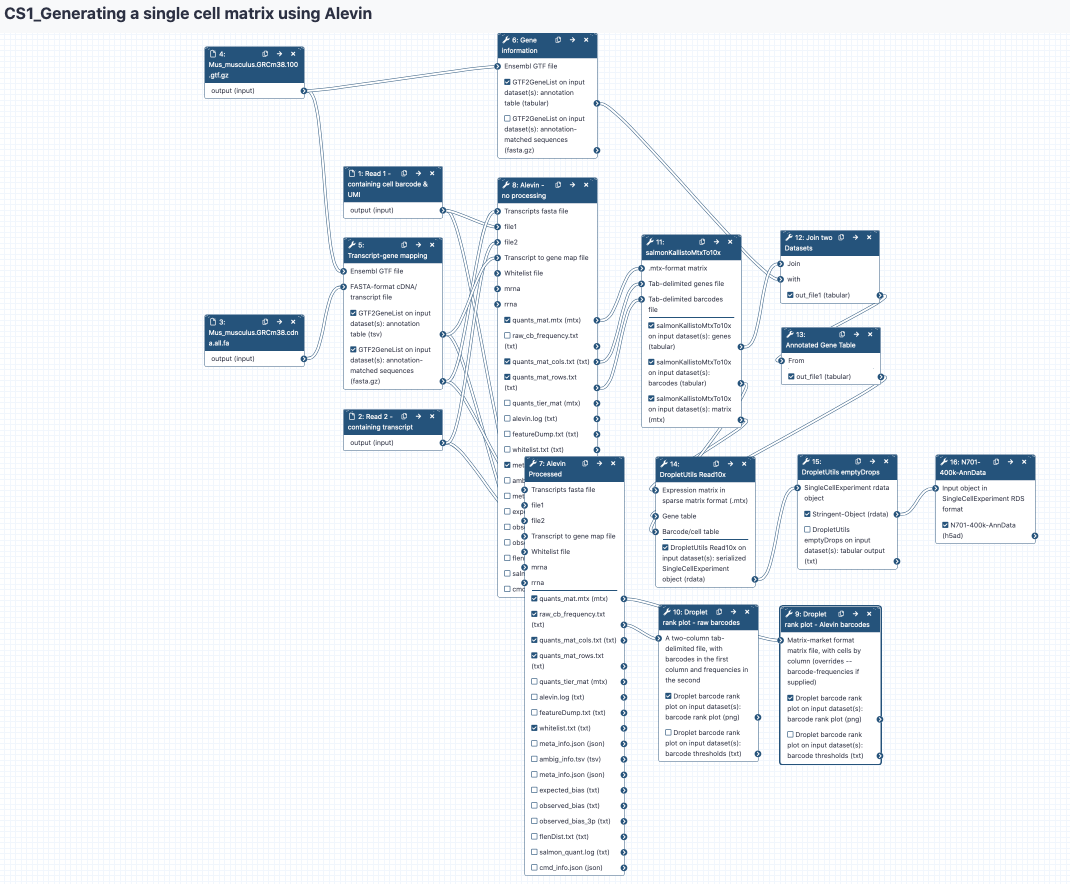 CS1_Generating a single cell matrix using Alevin
4:
Mus_musculus.GRCm38.100
.gtf.gz
output (input)
6: Gene
information
Ensembl GTF file
GTF2GeneList on input
dataset(s): annotation
table (tabular)
GTF2GeneList on input
dataset(s): annotation-
matched sequences
(fasta.gz)
1: Read 1 -
containing cell barcode &
UMI
output (input)
5:
Transcript-gene mapping
Ensembl GTF file
FASTA-format cDNA/
transcript file
GTF2GeneList on input
dataset(s): annotation
table (tsv)
GTF2GeneList on input
dataset(s): annotation-
matched sequences
(fasta.gz)
3:
Mus_musculus.GRCm38.cdn
a.all.fa
output (input)
2: Read 2 -
containing transcript
output (input)
8: Alevin -
no processing
Transcripts fasta file
file1
file2
Transcript to gene map file
Whitelist file
mrna
rrna
quants_mat.mtx (mtx)
raw_cb_frequency.txt
(txt)
quants_mat_cols.txt (txt)
quants_mat_rows.txt
(txt)
quants_tier_mat (mtx)
alevin.log (txt)
featureDump.txt (txt)
whitelist.txt (txt)
met
amb
met
exp
obs
obs
flen
salm
cmd
7: Alevin
Processed
Transcripts fasta file
file1
file2
Transcript to gene map file
Whitelist file
mrna
rrna
quants_mat.mtx (mtx)
raw_cb_frequency.txt
(txt)
quants_mat_cols.txt (txt)
quants_mat_rows.txt
(txt)
quants_tier_mat (mtx)
alevin.log (txt)
featureDump.txt (txt)
whitelist.txt (txt)
meta_info.json (json)
ambig_info.tsv (tsv)
meta_info.json (json)
expected_bias (txt)
observed_bias (txt)
observed_bias_3p (txt)
flenDist.txt (txt)
salmon_quant.log (txt)
cmd_info.json (json)
11:
salmonKallistoMtxTo10x
.mtx-format matrix
Tab-delimited genes file
Tab-delimited barcodes
file
salmonKallistoMtxTo10x
on input dataset(s):
genes
(tabular)
salmonKallistoMtxTo10x
on input dataset(s):
barcodes (tabular)
salmonKallistoMtxTo10x
on input dataset(s): matrix
(mtx)
12: Join two
Datasets
Join
with
out_file1 (tabular)
13:
Annotated Gene Table
From
out_file1 (tabular)
14:
DropletUtils Read10x
Expression matrix in
sparse matrix format (.mtx)
Gene table
Barcode/cell table
DropletUtils Read10x on
input dataset(s): serialized
SingleCellExperiment
object (rdata)
15:
DropletUtils emptyDrops
SingleCellExperiment rdata
object
Stringent-Object (rdata)
DropletUtils
emptyDrops on input
dataset(s): tabular output
(txt)
16: N701-
400k-AnnData
Input object in
SingleCellExperiment RDS
format
N701-400k-AnnData
(h5ad)
10: Droplet
rank plot - raw barcodes
A two-column tab-
delimited file, with
barcodes in the first
column and frequencies in
the second
Droplet barcode rank
plot on input dataset(s):
barcode rank plot (png)
Droplet barcode rank
plot on input dataset(s):
barcode thresholds (txt)
9: Droplet
rank plot - Alevin barcodes
Matrix-market format
matrix file, with cells by
column (overrides --
barcode-frequencies if
supplied)
Droplet barcode rank
plot on input dataset(s):
barcode rank plot (png)
Droplet barcode rank
plot on input dataset(s):
barcode thresholds (txt)